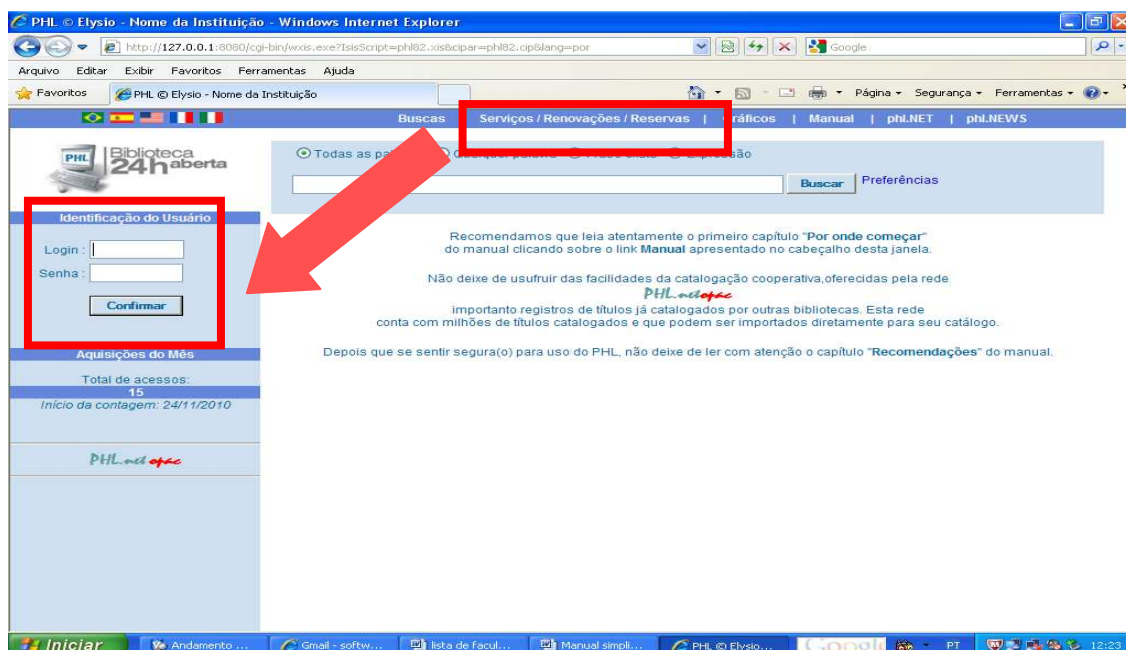 PHL © Elysio - Nome da Instituição - Windows Internet Explorer
http://127.0.0.1:8080/cgi-bin/wxis.exe?IsisScript=phl82.xis&cipar=phl82.cip&lang=por
Google
Arquivo Editar Exibir Favoritos Ferramentas Ajuda
Favoritos PHL © Elysio - Nome da Instituição Página Segurança Ferramentas
Buscas Serviços / Renovações / Reservas | Gráficos | Manual | phl.NET | phl.NEWS
PHL Biblioteca
24h aberta
Todas as
Expressão
Buscar Preferências
Identificação do Usuário
Login :
Senha :
Confirmar
Recomendamos que leia atentamente o primeiro capítulo "Por onde começar"
do manual clicando sobre o link Manual apresentado no cabeçalho desta janela.
Não deixe de usufruir das facilidades da catalogação cooperativa,oferecidas pela rede
PHL.netopac
importanto registros de títulos já catalogados por outras bibliotecas. Esta rede
conta com milhões de títulos catalogados e que podem ser importados diretamente para seu catálogo.
Depois que se sentir segura(o) para uso do PHL, não deixe de ler com atenção o capítulo "Recomendações" do manual.
Aquisições do Mês
Total de acessos:
15
Início da contagem: 24/11/2010
PHL.net opac
Iniciar Andamento ... Gmail - softw... lista de facul... Manual simpli... PHL © Elysio... Google PT 12:23